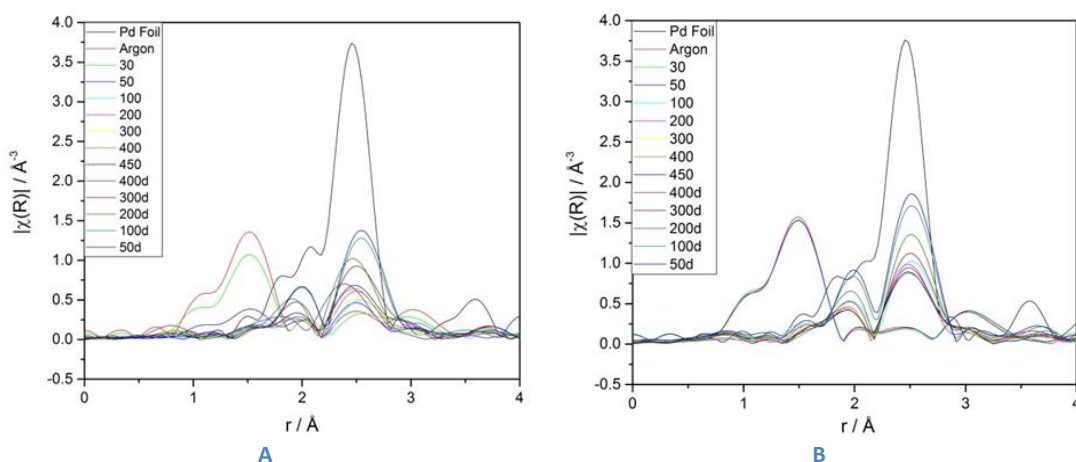 4.0
3.5
3.0
2.5
2.0
1.5
1.0
0.5
0.0
-0.5
|χ(R)| / Å⁻³
Pd Foil
Argon
30
50
100
200
300
400
450
400d
300d
200d
100d
50d
0
1
2
3
4
r / Å
A
4.0
3.5
3.0
2.5
2.0
1.5
1.0
0.5
0.0
-0.5
|χ(R)| / Å⁻³
Pd Foil
Argon
30
50
100
200
300
400
450
400d
300d
200d
100d
50d
0
1
2
3
4
r / Å
B